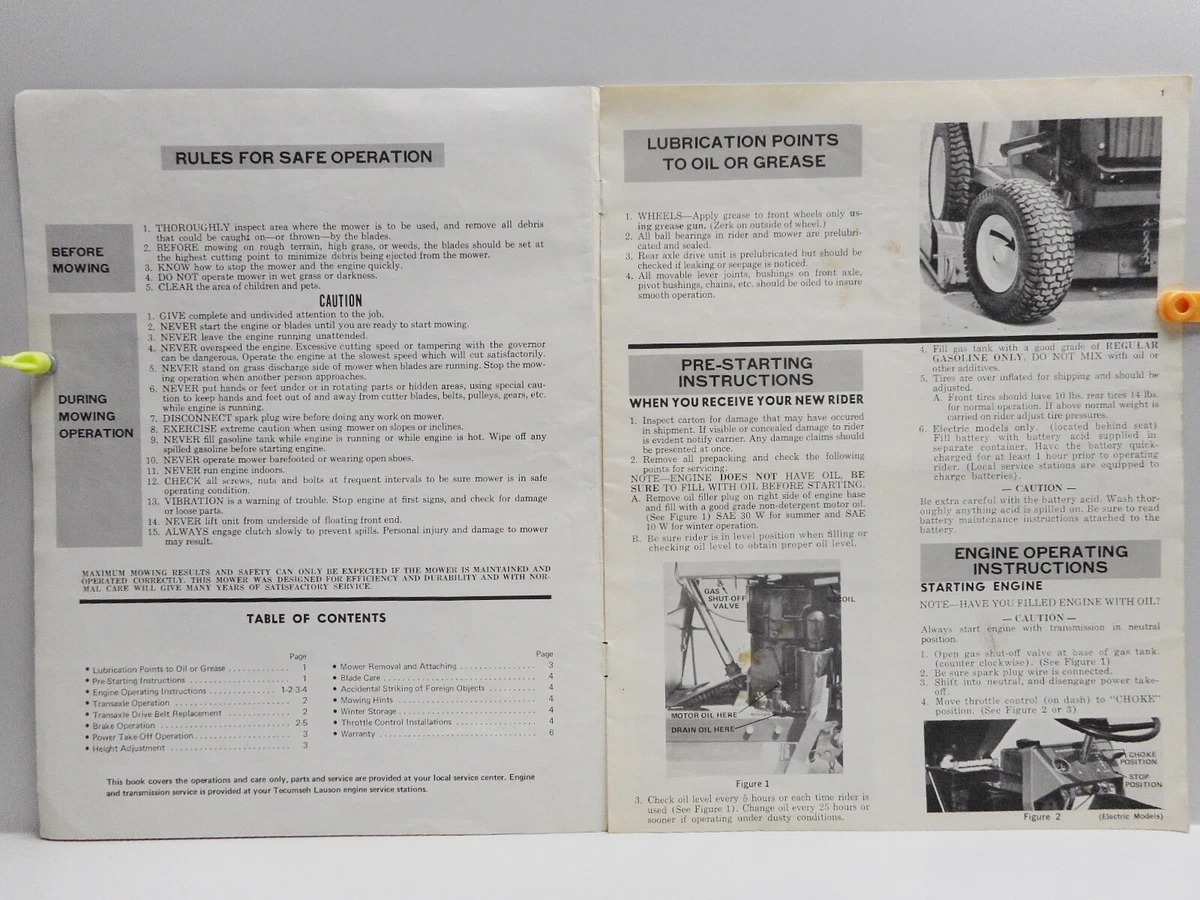 RULES FOR SAFE OPERATION
BEFORE
MOWING
1. THOROUGHLY inspect area where the mower is to be used, and remove all debris
that could be caught on—or thrown—by the blades.
2. BEFORE mowing on rough terrain, high grass, or weeds, the blades should be set at
the highest cutting point to minimize debris being ejected from the mower.
3. KNOW how to stop the mower and the engine quickly.
4. DO NOT operate mower in wet grass or darkness.
5. CLEAR the area of children and pets.
CAUTION
DURING
MOWING
OPERATION
1. GIVE complete and undivided attention to the job.
2. NEVER start the engine or blades until you are ready to start mowing.
3. NEVER leave the engine running unattended.
4. NEVER overspeed the engine. Excessive cutting speed or tampering with the governor
can be dangerous. Operate the engine at the slowest speed which will cut satisfactorily.
5. NEVER stand on grass discharge side of mower when blades are running. Stop the mow-
ing operation when another person approaches.
6. NEVER put hands or feet under or in rotating parts or hidden areas, using special cau-
tion to keep hands and feet out of and away from cutter blades, belts, pulleys, gears, etc.
while engine is running.
7. DISCONNECT spark plug wire before doing any work on mower.
8. EXERCISE extreme caution when using mower on slopes or inclines.
9. NEVER fill gasoline tank while engine is running or while engine is hot. Wipe off any
spilled gasoline before starting engine.
10. NEVER operate mower barefooted or wearing open shoes.
11. NEVER run engine indoors.
12. CHECK all screws, nuts and bolts at frequent intervals to be sure mower is in safe
operating condition.
13. VIBRATION is a warning of trouble. Stop engine at first signs, and check for damage
or loose parts.
14. NEVER lift unit from underside of floating front end.
15. ALWAYS engage clutch slowly to prevent spills. Personal injury and damage to mower
may result.
MAXIMUM MOWING RESULTS AND SAFETY CAN ONLY BE EXPECTED IF THE MOWER IS MAINTAINED AND
OPERATED CORRECTLY. THIS MOWER WAS DESIGNED FOR EFFICIENCY AND DURABILITY AND WITH NOR-
MAL CARE WILL GIVE MANY YEARS OF SATISFACTORY SERVICE.
TABLE OF CONTENTS
Page
• Lubrication Points to Oil or Grease 1
• Pre-Starting Instructions 1
• Engine Operating Instructions 1-2-3-4
• Transaxle Operation 2
• Transaxle Drive Belt Replacement 2
• Brake Operation 2-5
• Power Take-Off Operation 3
• Height Adjustment 3
Page
• Mower Removal and Attaching 3
• Blade Care 4
• Accidental Striking of Foreign Objects 4
• Mowing Hints 4
• Winter Storage 4
• Throttle Control Installations 4
• Warranty 6
This book covers the operations and care only, parts and service are provided at your local service center. Engine
and transmission service is provided at your Tecumseh Lauson engine service stations.
1
LUBRICATION POINTS
TO OIL OR GREASE
1. WHEELS—Apply grease to front wheels only us-
ing grease gun. (Zerk on outside of wheel.)
2. All ball bearings in rider and mower are prelubri-
cated and sealed.
3. Rear axle drive unit is prelubricated but should be
checked if leaking or seepage is noticed.
4. All movable lever joints, bushings on front axle,
pivot bushings, chains, etc. should be oiled to insure
smooth operation.
PRE-STARTING
INSTRUCTIONS
WHEN YOU RECEIVE YOUR NEW RIDER
1. Inspect carton for damage that may have occured
in shipment. If visible or concealed damage to rider
is evident notify carrier. Any damage claims should
be presented at once.
2. Remove all prepacking and check the following
points for servicing:
NOTE—ENGINE DOES NOT HAVE OIL, BE
SURE TO FILL WITH OIL BEFORE STARTING.
A. Remove oil filler plug on right side of engine base
and fill with a good grade non-detergent motor oil.
(See Figure 1) SAE 30 W for summer and SAE
10 W for winter operation.
B. Be sure rider is in level position when filling or
checking oil level to obtain proper oil level.
GAS
SHUT-OFF
VALVE
RECOIL
MOTOR OIL HERE
DRAIN OIL HERE
Figure 1
3. Check oil level every 5 hours or each time rider is
used (See Figure 1). Change oil every 25 hours or
sooner if operating under dusty conditions.
4. Fill gas tank with a good grade of REGULAR
GASOLINE ONLY. DO NOT MIX with oil or
other additives.
5. Tires are over inflated for shipping and should be
adjusted.
A. Front tires should have 10 lbs. rear tires 14 lbs.
for normal operation. If above normal weight is
carried on rider adjust tire pressures.
6. Electric models only. (located behind seat)
Fill battery with battery acid supplied in
separate container. Have the battery quick-
charged for at least 1 hour prior to operating
rider. (Local service stations are equipped to
charge batteries).
— CAUTION —
Be extra careful with the battery acid. Wash thor-
oughly anything acid is spilled on. Be sure to read
battery maintenance instructions attached to the
battery.
ENGINE OPERATING
INSTRUCTIONS
STARTING ENGINE
NOTE—HAVE YOU FILLED ENGINE WITH OIL?
— CAUTION —
Always start engine with transmission in neutral
position.
1. Open gas shut-off valve at base of gas tank.
(counter clockwise). (See Figure 1)
2. Be sure spark plug wire is connected.
3. Shift into neutral, and disengage power take-
off.
4. Move throttle control (on dash) to "CHOKE"
position. (See Figure 2 or 3)
CHOKE
POSITION
STOP
POSITION
Figure 2 (Electric Models)